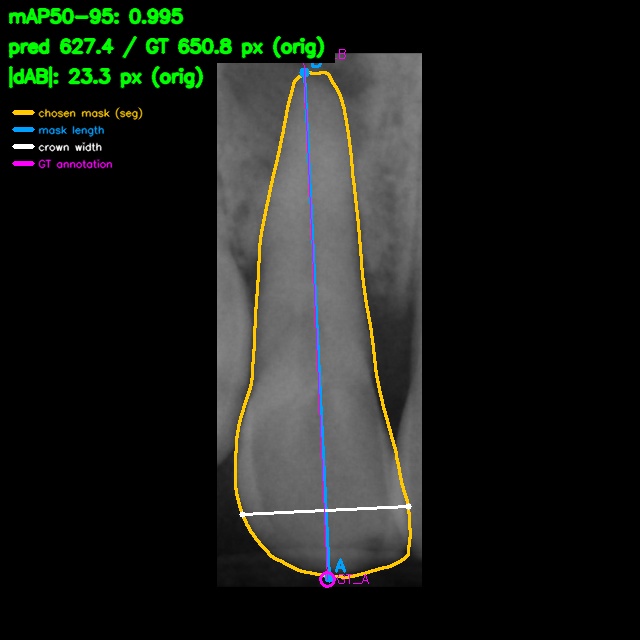 mAP50-95: 0.995
pred 627.4 / GT 650.8 px (orig)
|dAB|: 23.3 px (orig)
chosen mask (seg)
mask length
crown width
GT annotation
B
A
GT_A